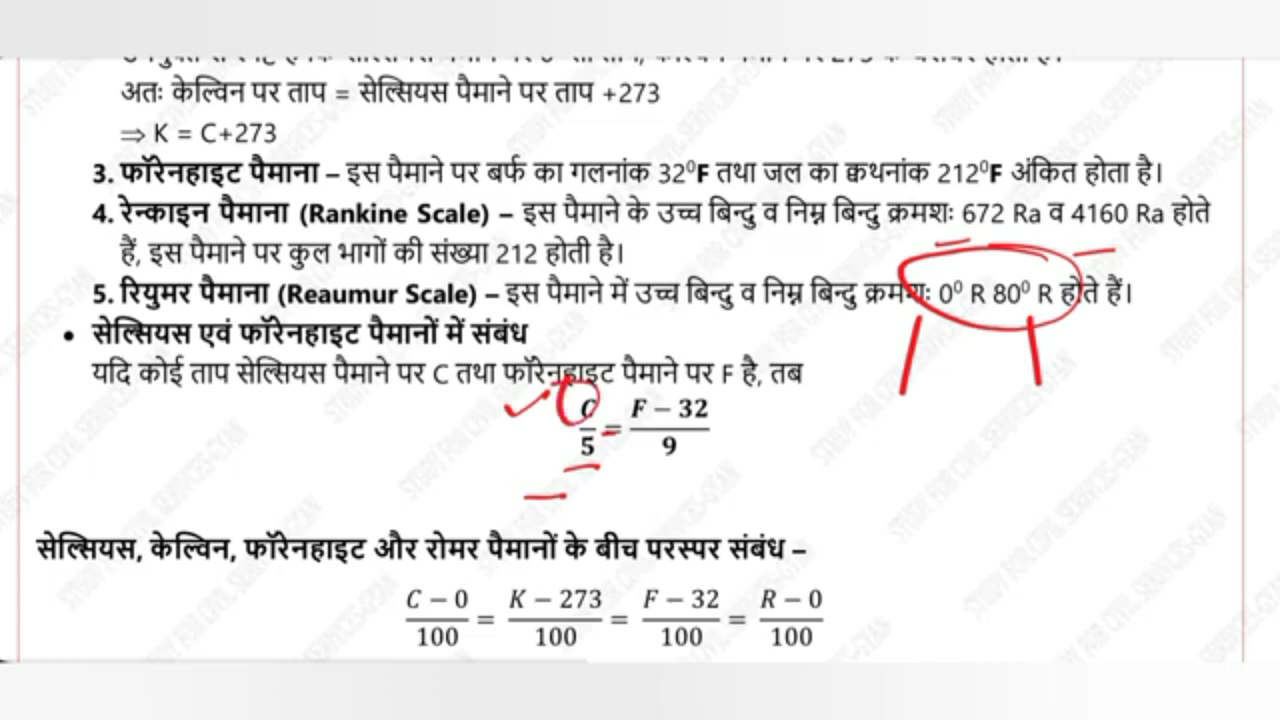 अतः केल्विन पर ताप = सेल्सियस पैमाने पर ताप +273
⇒ K = C+273
3. फॉरेनहाइट पैमाना – इस पैमाने पर बर्फ का गलनांक 32⁰F तथा जल का क्वथनांक 212⁰F अंकित होता है।
4. रेन्काइन पैमाना (Rankine Scale) – इस पैमाने के उच्च बिन्दु व निम्न बिन्दु क्रमशः 672 Ra व 4160 Ra होते
हैं, इस पैमाने पर कुल भागों की संख्या 212 होती है।
5. रियुमर पैमाना (Reaumur Scale) – इस पैमाने में उच्च बिन्दु व निम्न बिन्दु क्रमशः 0⁰ R 80⁰ R होते हैं।
• सेल्सियस एवं फॉरेनहाइट पैमानों में संबंध
यदि कोई ताप सेल्सियस पैमाने पर C तथा फॉरेनहाइट पैमाने पर F है, तब
C/5 = (F − 32)/9
सेल्सियस, केल्विन, फॉरेनहाइट और रोमर पैमानों के बीच परस्पर संबंध –
(C − 0)/100 = (K − 273)/100 = (F − 32)/100 = (R − 0)/100